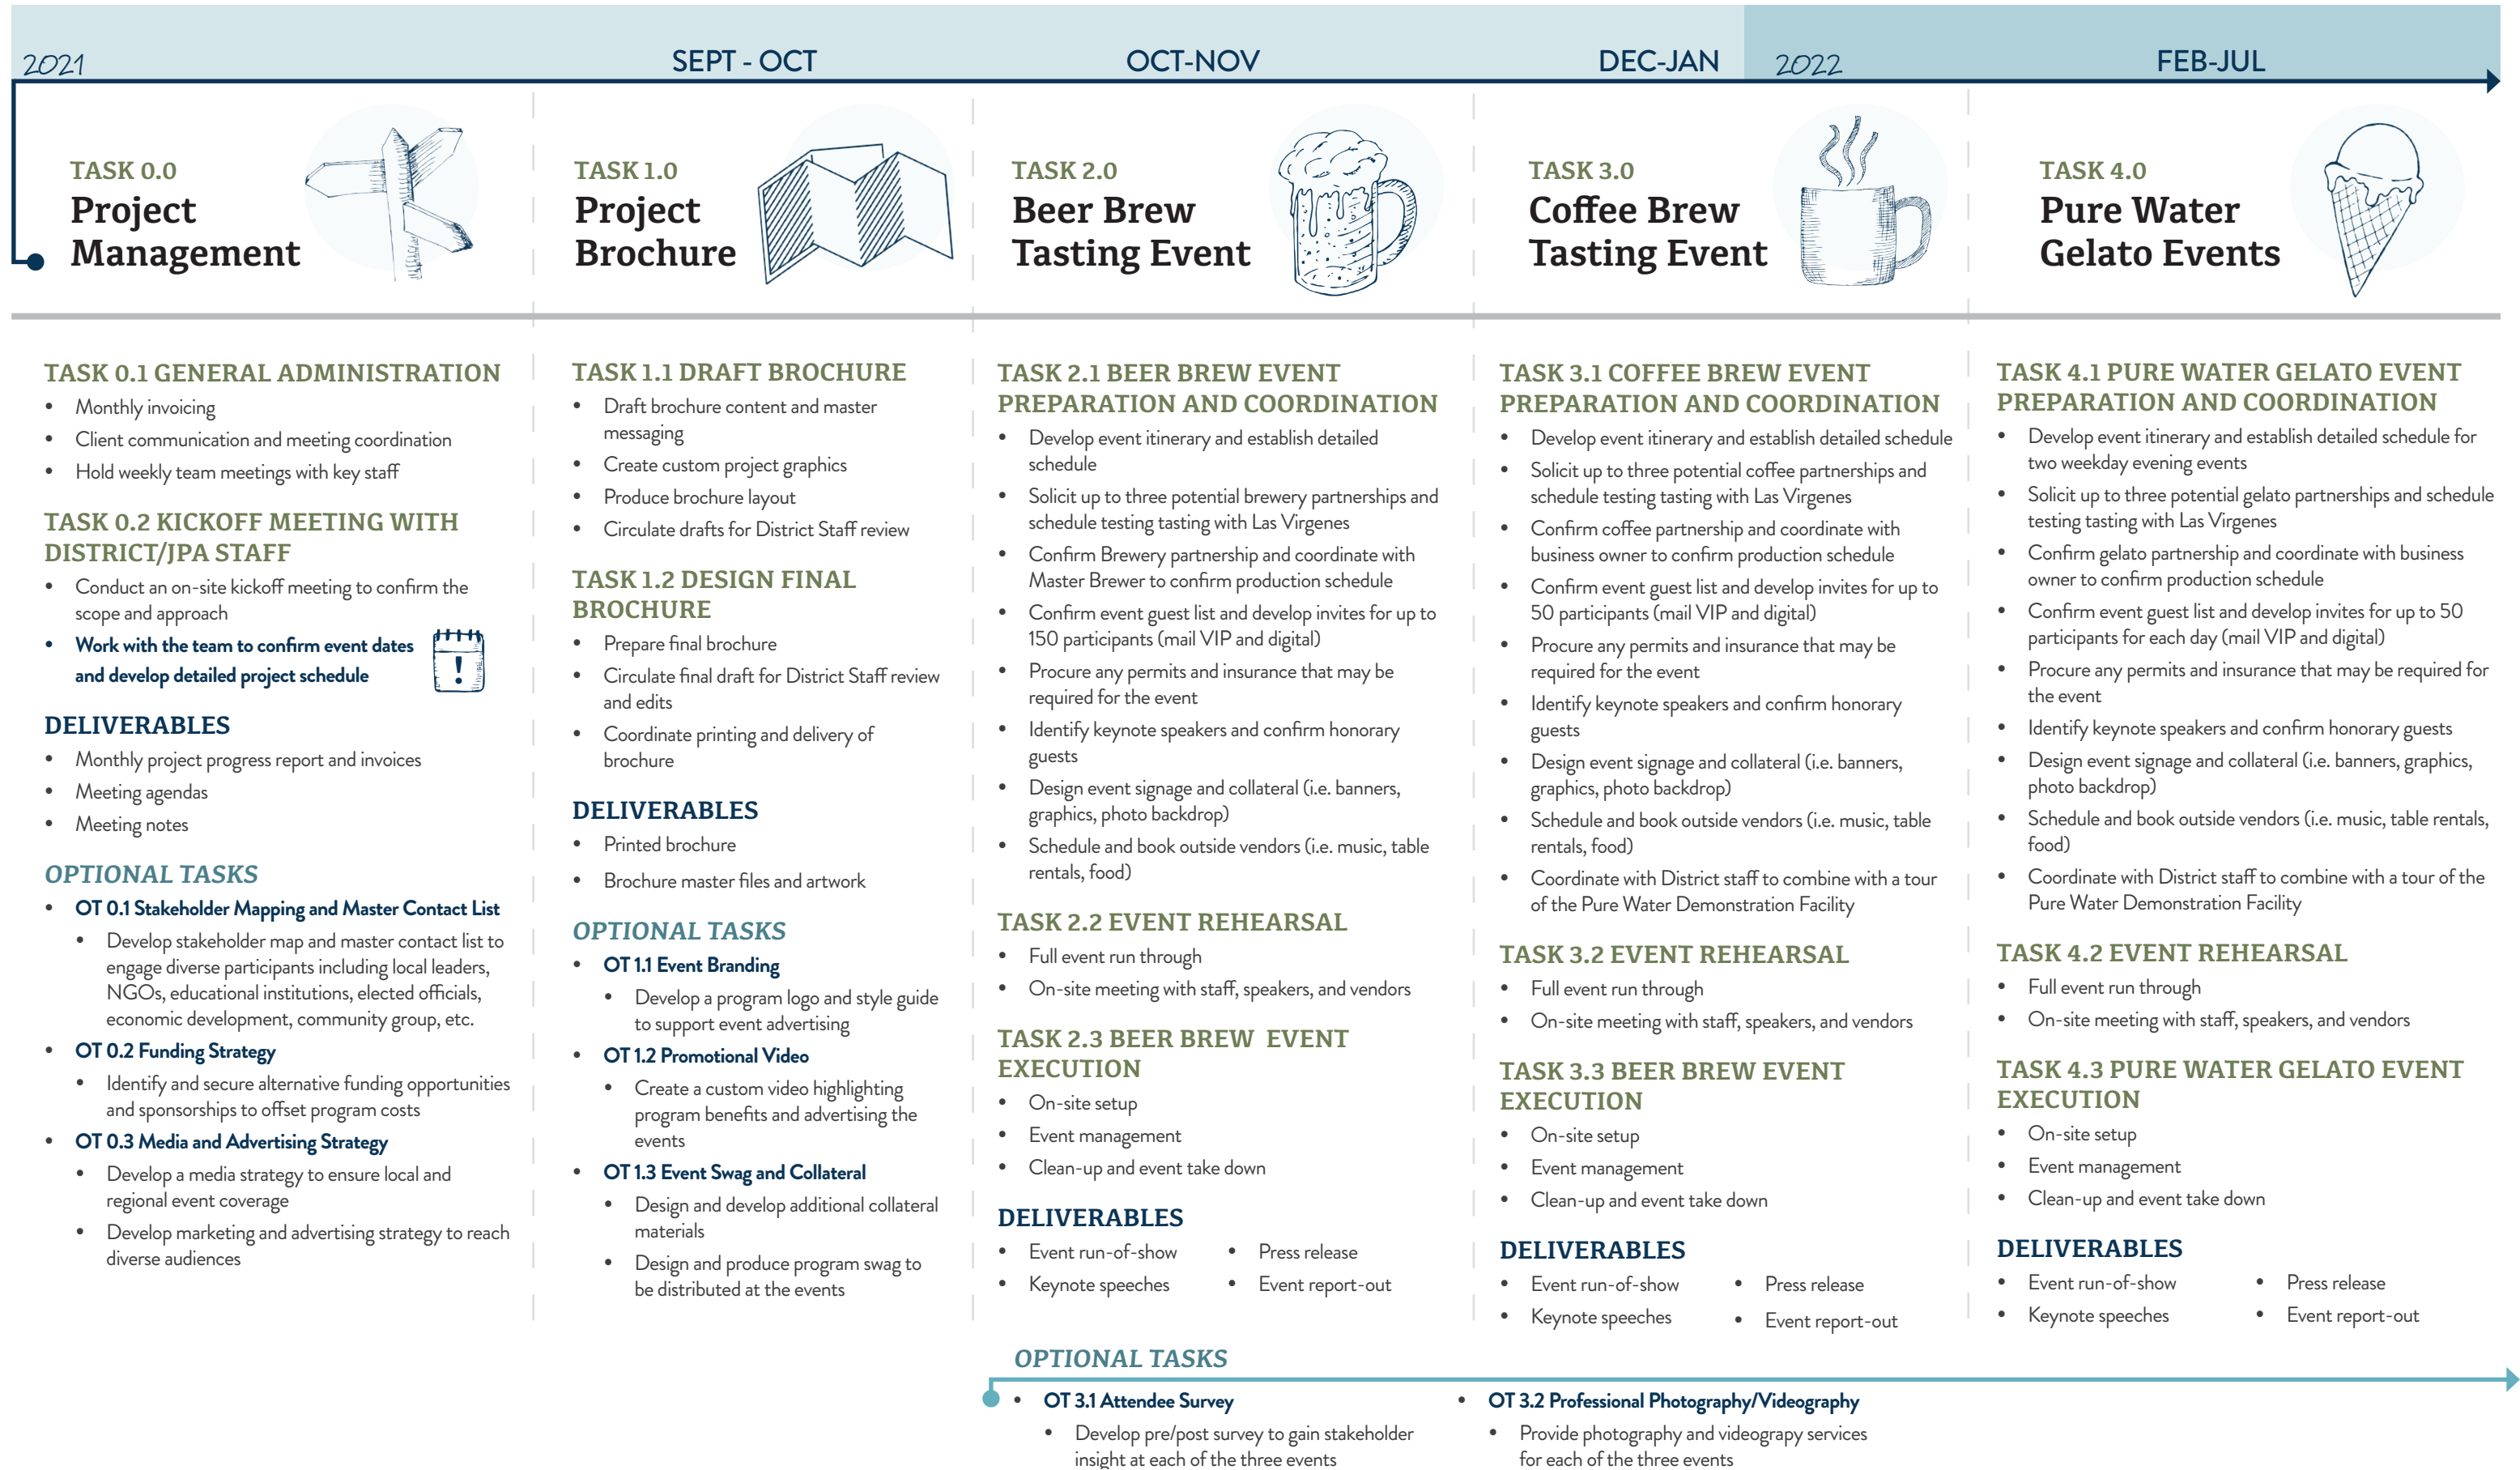 2021
SEPT - OCT
OCT-NOV
DEC-JAN
2022
FEB-JUL
TASK 0.0
Project
Management
TASK 1.0
Project
Brochure
TASK 2.0
Beer Brew
Tasting Event
TASK 3.0
Coffee Brew
Tasting Event
TASK 4.0
Pure Water
Gelato Events
TASK 0.1 GENERAL ADMINISTRATION
• Monthly invoicing
• Client communication and meeting coordination
• Hold weekly team meetings with key staff
TASK 0.2 KICKOFF MEETING WITH
DISTRICT/JPA STAFF
• Conduct an on-site kickoff meeting to confirm the
scope and approach
• Work with the team to confirm event dates
and develop detailed project schedule
!
DELIVERABLES
• Monthly project progress report and invoices
• Meeting agendas
• Meeting notes
OPTIONAL TASKS
• OT 0.1 Stakeholder Mapping and Master Contact List
• Develop stakeholder map and master contact list to
engage diverse participants including local leaders,
NGOs, educational institutions, elected officials,
economic development, community group, etc.
• OT 0.2 Funding Strategy
• Identify and secure alternative funding opportunities
and sponsorships to offset program costs
• OT 0.3 Media and Advertising Strategy
• Develop a media strategy to ensure local and
regional event coverage
• Develop marketing and advertising strategy to reach
diverse audiences
TASK 1.1 DRAFT BROCHURE
• Draft brochure content and master
messaging
• Create custom project graphics
• Produce brochure layout
• Circulate drafts for District Staff review
TASK 1.2 DESIGN FINAL
BROCHURE
• Prepare final brochure
• Circulate final draft for District Staff review
and edits
• Coordinate printing and delivery of
brochure
DELIVERABLES
• Printed brochure
• Brochure master files and artwork
OPTIONAL TASKS
• OT 1.1 Event Branding
• Develop a program logo and style guide
to support event advertising
• OT 1.2 Promotional Video
• Create a custom video highlighting
program benefits and advertising the
events
• OT 1.3 Event Swag and Collateral
• Design and develop additional collateral
materials
• Design and produce program swag to
be distributed at the events
TASK 2.1 BEER BREW EVENT
PREPARATION AND COORDINATION
• Develop event itinerary and establish detailed
schedule
• Solicit up to three potential brewery partnerships and
schedule testing tasting with Las Virgenes
• Confirm Brewery partnership and coordinate with
Master Brewer to confirm production schedule
• Confirm event guest list and develop invites for up to
150 participants (mail VIP and digital)
• Procure any permits and insurance that may be
required for the event
• Identify keynote speakers and confirm honorary
guests
• Design event signage and collateral (i.e. banners,
graphics, photo backdrop)
• Schedule and book outside vendors (i.e. music, table
rentals, food)
TASK 2.2 EVENT REHEARSAL
• Full event run through
• On-site meeting with staff, speakers, and vendors
TASK 2.3 BEER BREW EVENT
EXECUTION
• On-site setup
• Event management
• Clean-up and event take down
DELIVERABLES
• Event run-of-show
• Keynote speeches
• Press release
• Event report-out
TASK 3.1 COFFEE BREW EVENT
PREPARATION AND COORDINATION
• Develop event itinerary and establish detailed schedule
• Solicit up to three potential coffee partnerships and
schedule testing tasting with Las Virgenes
• Confirm coffee partnership and coordinate with
business owner to confirm production schedule
• Confirm event guest list and develop invites for up to
50 participants (mail VIP and digital)
• Procure any permits and insurance that may be
required for the event
• Identify keynote speakers and confirm honorary
guests
• Design event signage and collateral (i.e. banners,
graphics, photo backdrop)
• Schedule and book outside vendors (i.e. music, table
rentals, food)
• Coordinate with District staff to combine with a tour
of the Pure Water Demonstration Facility
TASK 3.2 EVENT REHEARSAL
• Full event run through
• On-site meeting with staff, speakers, and vendors
TASK 3.3 BEER BREW EVENT
EXECUTION
• On-site setup
• Event management
• Clean-up and event take down
DELIVERABLES
• Event run-of-show
• Keynote speeches
• Press release
• Event report-out
TASK 4.1 PURE WATER GELATO EVENT
PREPARATION AND COORDINATION
• Develop event itinerary and establish detailed schedule for
two weekday evening events
• Solicit up to three potential gelato partnerships and schedule
testing tasting with Las Virgenes
• Confirm gelato partnership and coordinate with business
owner to confirm production schedule
• Confirm event guest list and develop invites for up to 50
participants for each day (mail VIP and digital)
• Procure any permits and insurance that may be required for
the event
• Identify keynote speakers and confirm honorary guests
• Design event signage and collateral (i.e. banners, graphics,
photo backdrop)
• Schedule and book outside vendors (i.e. music, table rentals,
food)
• Coordinate with District staff to combine with a tour of the
Pure Water Demonstration Facility
TASK 4.2 EVENT REHEARSAL
• Full event run through
• On-site meeting with staff, speakers, and vendors
TASK 4.3 PURE WATER GELATO EVENT
EXECUTION
• On-site setup
• Event management
• Clean-up and event take down
DELIVERABLES
• Event run-of-show
• Keynote speeches
• Press release
• Event report-out
OPTIONAL TASKS
• OT 3.1 Attendee Survey
• Develop pre/post survey to gain stakeholder
insight at each of the three events
• OT 3.2 Professional Photography/Videography
• Provide photography and videograpy services
for each of the three events